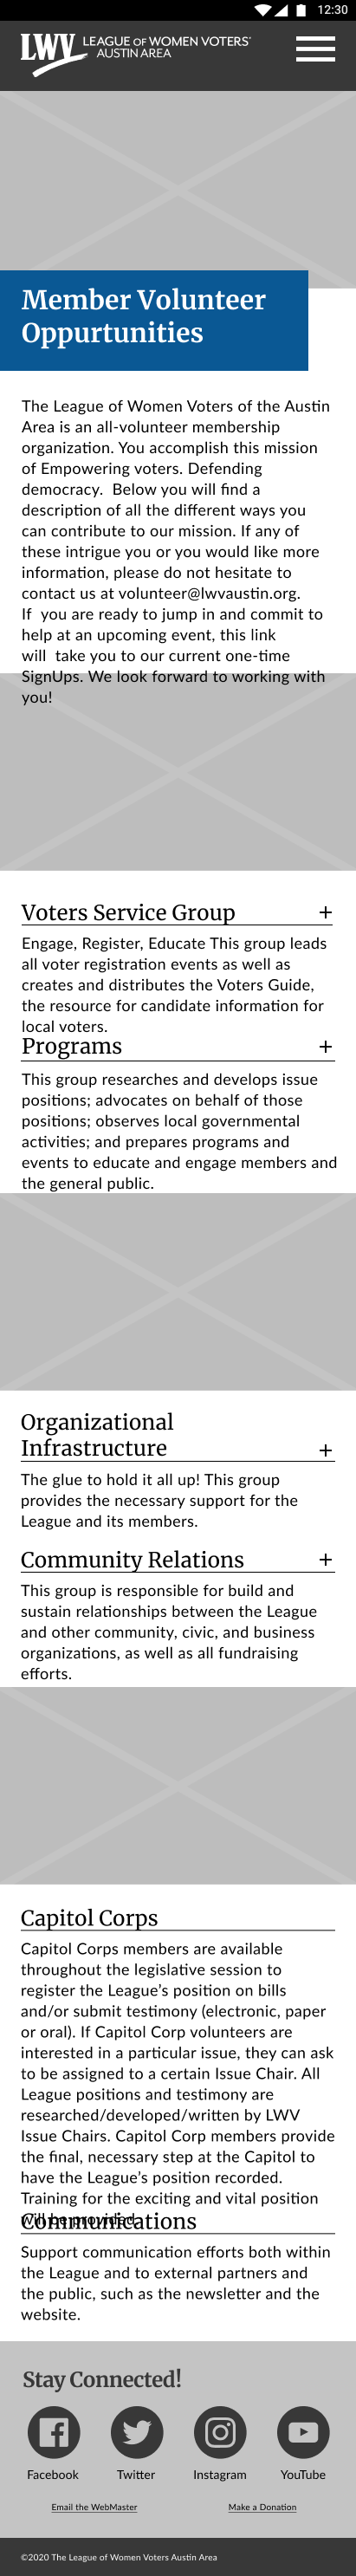 12:30
LWV LEAGUE OF WOMEN VOTERS®
AUSTIN AREA
Member Volunteer
Oppurtunities
The League of Women Voters of the Austin
Area is an all-volunteer membership
organization. You accomplish this mission
of Empowering voters. Defending
democracy.  Below you will find a
description of all the different ways you
can contribute to our mission. If any of
these intrigue you or you would like more
information, please do not hesitate to
contact us at volunteer@lwvaustin.org.
If  you are ready to jump in and commit to
help at an upcoming event, this link
will  take you to our current one-time
SignUps. We look forward to working with
you!
Voters Service Group +
Engage, Register, Educate This group leads
all voter registration events as well as
creates and distributes the Voters Guide,
the resource for candidate information for
local voters.
Programs +
This group researches and develops issue
positions; advocates on behalf of those
positions; observes local governmental
activities; and prepares programs and
events to educate and engage members and
the general public.
Organizational
Infrastructure +
The glue to hold it all up! This group
provides the necessary support for the
League and its members.
Community Relations +
This group is responsible for build and
sustain relationships between the League
and other community, civic, and business
organizations, as well as all fundraising
efforts.
Capitol Corps
Capitol Corps members are available
throughout the legislative session to
register the League's position on bills
and/or submit testimony (electronic, paper
or oral). If Capitol Corp volunteers are
interested in a particular issue, they can ask
to be assigned to a certain Issue Chair. All
League positions and testimony are
researched/developed/written by LWV
Issue Chairs. Capitol Corp members provide
the final, necessary step at the Capitol to
have the League's position recorded.
Training for the exciting and vital position
will be provided.
Communications
Support communication efforts both within
the League and to external partners and
the public, such as the newsletter and the
website.
Stay Connected!
Facebook Twitter Instagram YouTube
Email the WebMaster Make a Donation
©2020 The League of Women Voters Austin Area